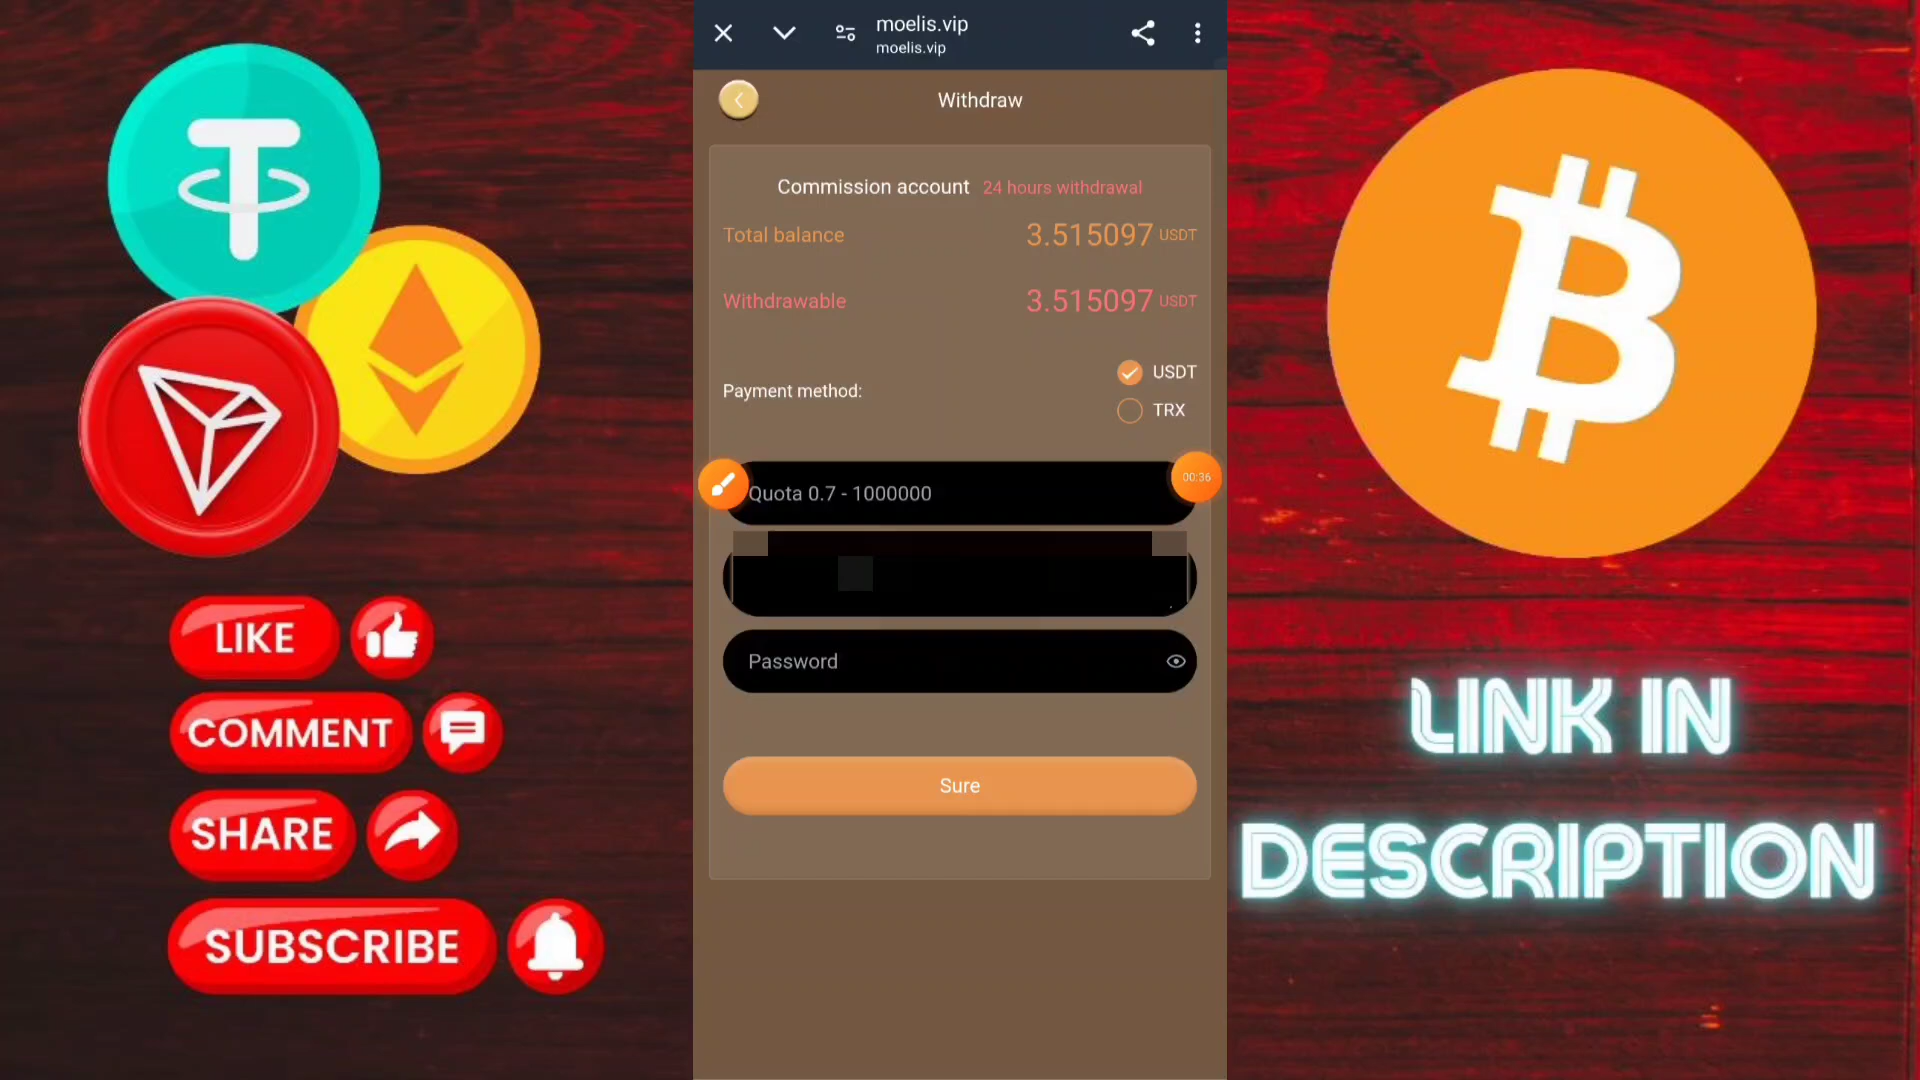 moelis.vip
moelis.vip
Withdraw
Commission account 24 hours withdrawal
Total balance 3.515097 USDT
Withdrawable 3.515097 USDT
Payment method:
USDT
TRX
Quota 0.7 - 1000000
00:36
Password
Sure
LIKE
COMMENT
SHARE
SUBSCRIBE
LINK IN
DESCRIPTION